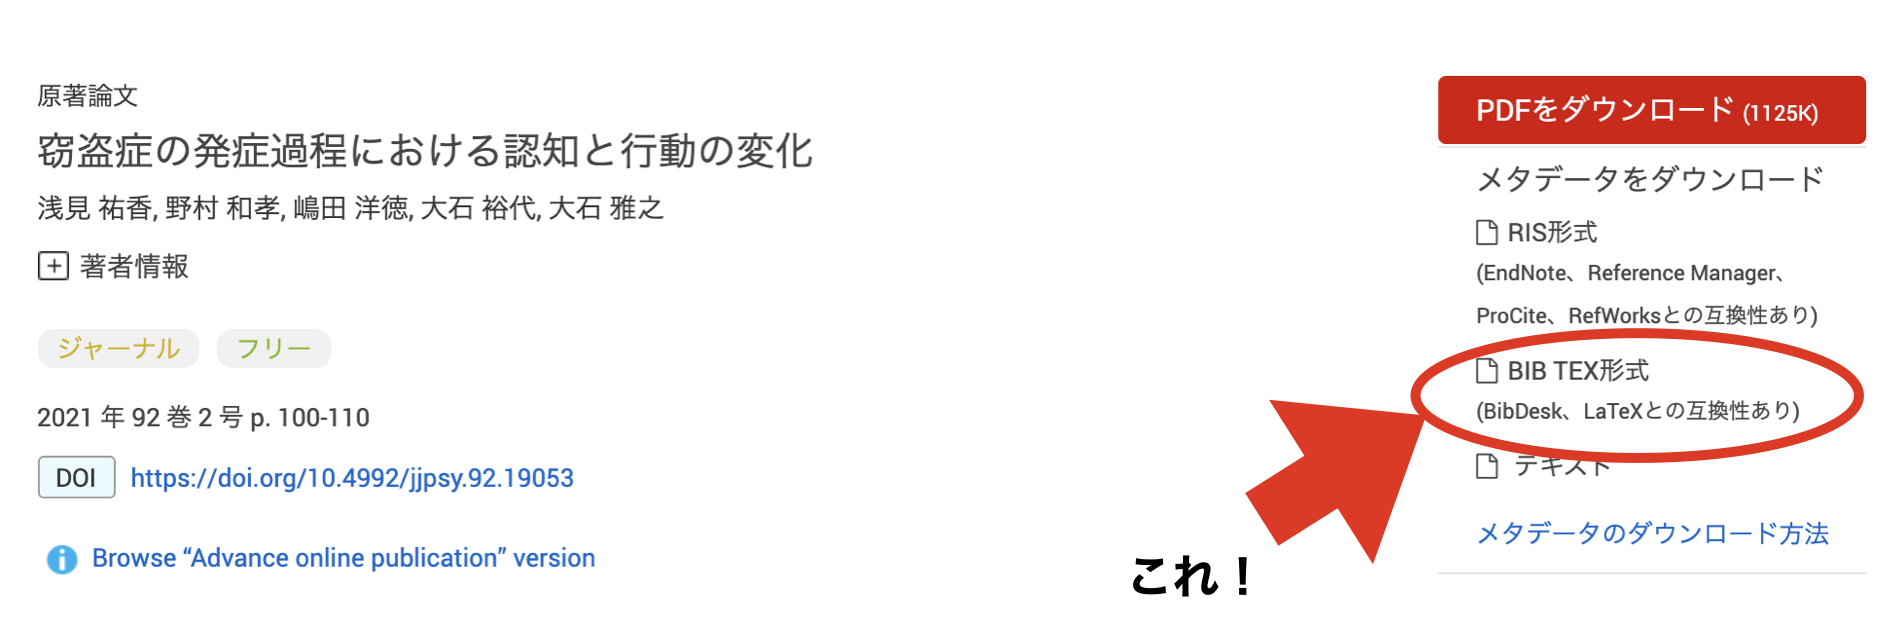 原著論文
窃盗症の発症過程における認知と行動の変化
浅見 祐香, 野村 和孝, 嶋田 洋徳, 大石 裕代, 大石 雅之
著者情報
ジャーナル フリー
2021 年 92 巻 2 号 p. 100-110
DOI https://doi.org/10.4992/jjpsy.92.19053
Browse “Advance online publication” version
PDFをダウンロード (1125K)
メタデータをダウンロード
RIS形式
(EndNote、Reference Manager、
ProCite、RefWorksとの互換性あり)
BIB TEX形式
(BibDesk、LaTeXとの互換性あり)
テキスト
メタデータのダウンロード方法
これ！